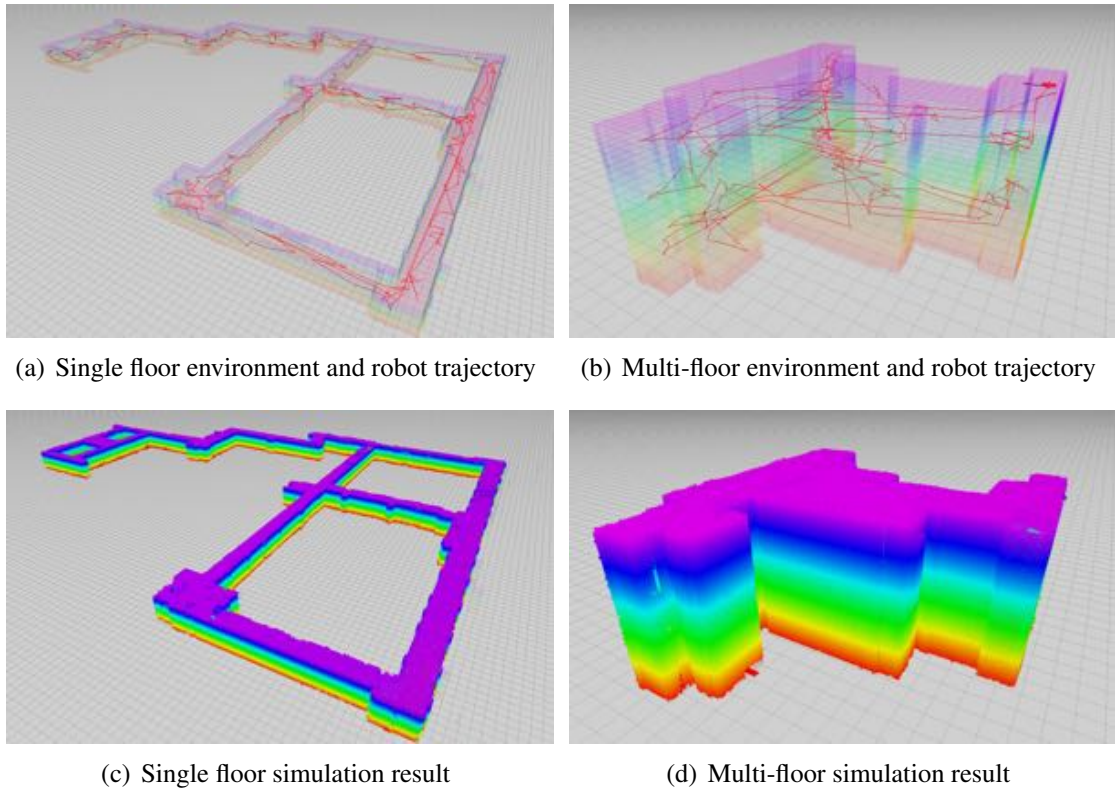 (a) Single floor environment and robot trajectory
(b) Multi-floor environment and robot trajectory
(c) Single floor simulation result
(d) Multi-floor simulation result